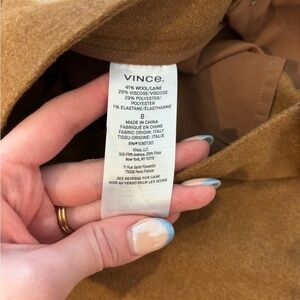 VINCE.
41% WOOL/LAINE
29% VISCOSE/VISCOSE
29% POLYESTER/
POLYESTER
1% ELASTANE/ÉLASTHANNE
8
MADE IN CHINA
FABRIQUÉ EN CHINE
FABRIC ORIGIN: ITALY
TISSU ORIGINE: ITALIE.
RN#106730
Vince, LLC
500 Fifth Avenue, 20th Floor
New York, NY 10110
11 Rue Saint Florentin
75008 Paris France
SEE REVERSE FOR CARE
VOIR AU VERSO POUR LES SOINS